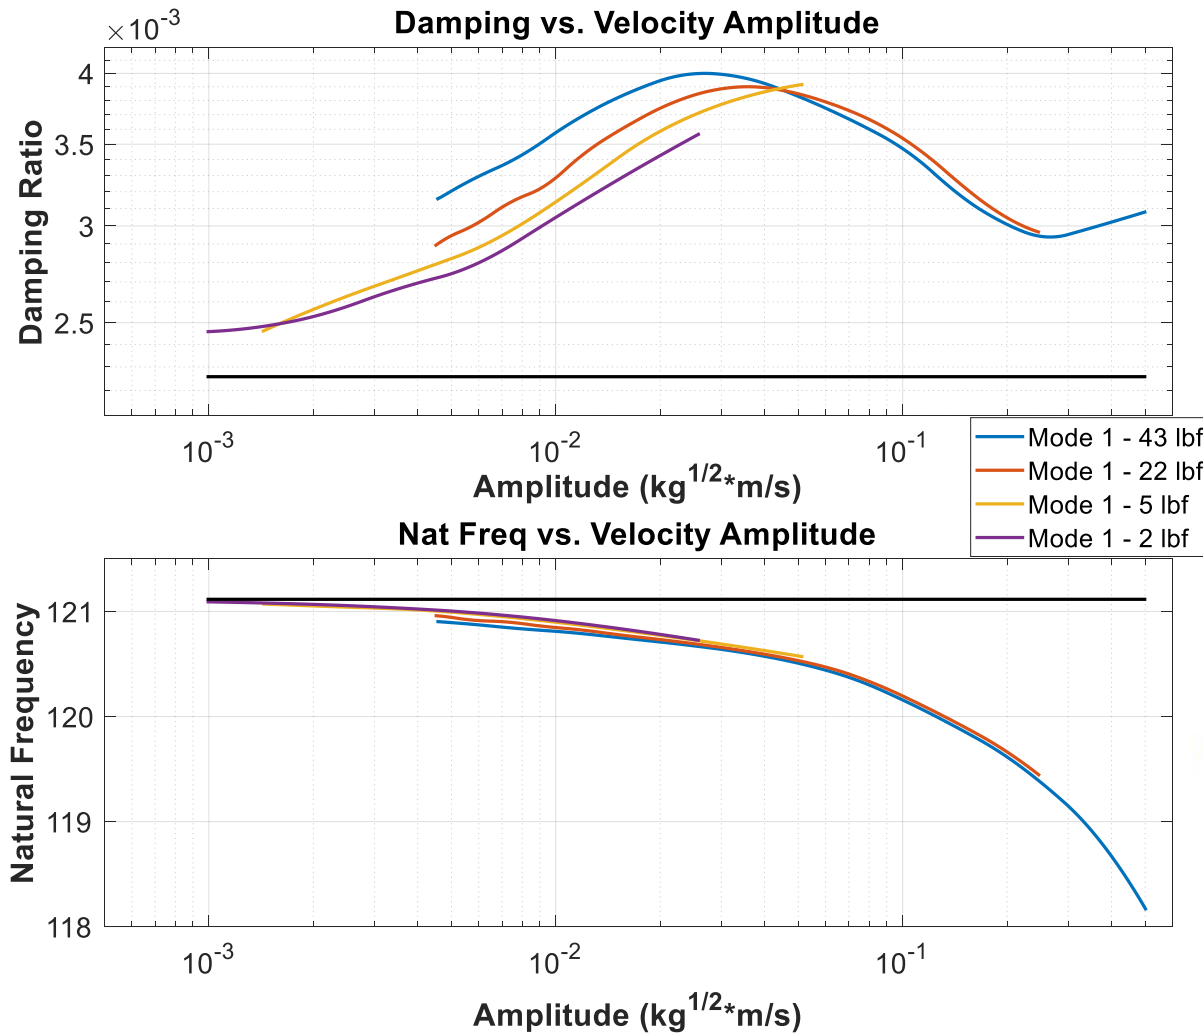 Damping vs. Velocity Amplitude
×10⁻³
4
3.5
3
2.5
Damping Ratio
10⁻³ 10⁻² 10⁻¹
Amplitude (kg^1/2*m/s)
Mode 1 - 43 lbf
Mode 1 - 22 lbf
Mode 1 - 5 lbf
Mode 1 - 2 lbf
Nat Freq vs. Velocity Amplitude
121
120
119
118
Natural Frequency
10⁻³ 10⁻² 10⁻¹
Amplitude (kg^1/2*m/s)